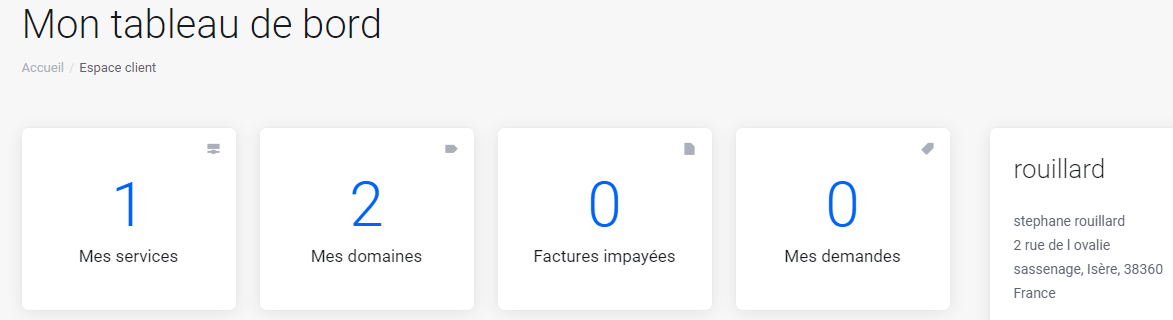 Mon tableau de bord
Accueil / Espace client
1
Mes services
2
Mes domaines
0
Factures impayées
0
Mes demandes
rouillard
stephane rouillard
2 rue de l ovalie
sassenage, Isère, 38360
France